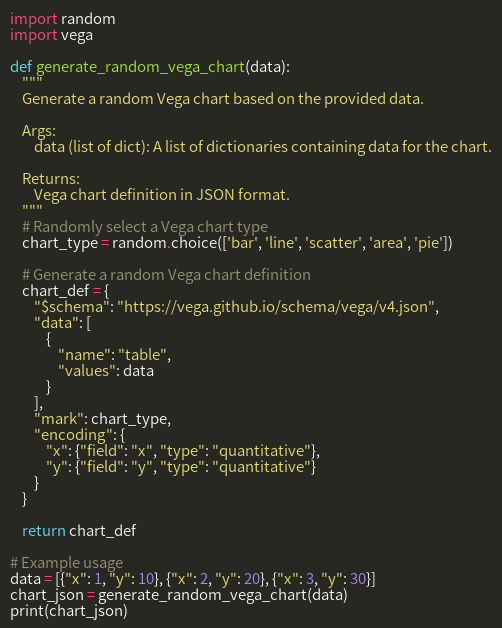 import random
import vega

def generate_random_vega_chart(data):
    """
    Generate a random Vega chart based on the provided data.

    Args:
        data (list of dict): A list of dictionaries containing data for the chart.

    Returns:
        Vega chart definition in JSON format.
    """
    # Randomly select a Vega chart type
    chart_type = random.choice(['bar', 'line', 'scatter', 'area', 'pie'])

    # Generate a random Vega chart definition
    chart_def = {
        "$schema": "https://vega.github.io/schema/vega/v4.json",
        "data": [
            {
                "name": "table",
                "values": data
            }
        ],
        "mark": chart_type,
        "encoding": {
            "x": {"field": "x", "type": "quantitative"},
            "y": {"field": "y", "type": "quantitative"}
        }
    }

    return chart_def

# Example usage
data = [{"x": 1, "y": 10}, {"x": 2, "y": 20}, {"x": 3, "y": 30}]
chart_json = generate_random_vega_chart(data)
print(chart_json)